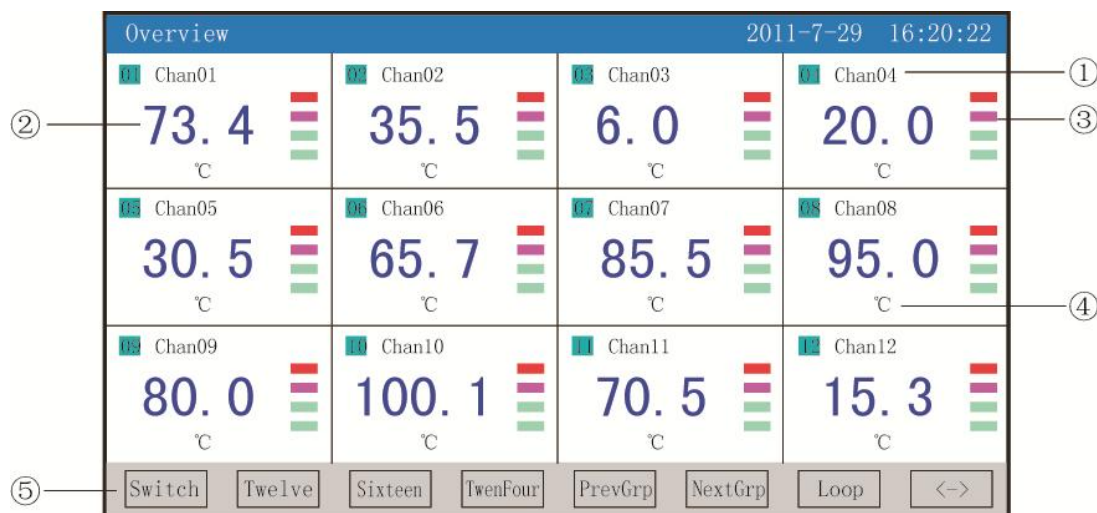 Overview 2011-7-29 16:20:22
01 Chan01 02 Chan02 03 Chan03 04 Chan04 ①
② 73.4 35.5 6.0 20.0 ③
℃ ℃ ℃ ℃
05 Chan05 06 Chan06 07 Chan07 08 Chan08
30.5 65.7 85.5 95.0
℃ ℃ ℃ ℃ ④
09 Chan09 10 Chan10 11 Chan11 12 Chan12
80.0 100.1 70.5 15.3
℃ ℃ ℃ ℃
⑤ Switch Twelve Sixteen TwenFour PrevGrp NextGrp Loop <->